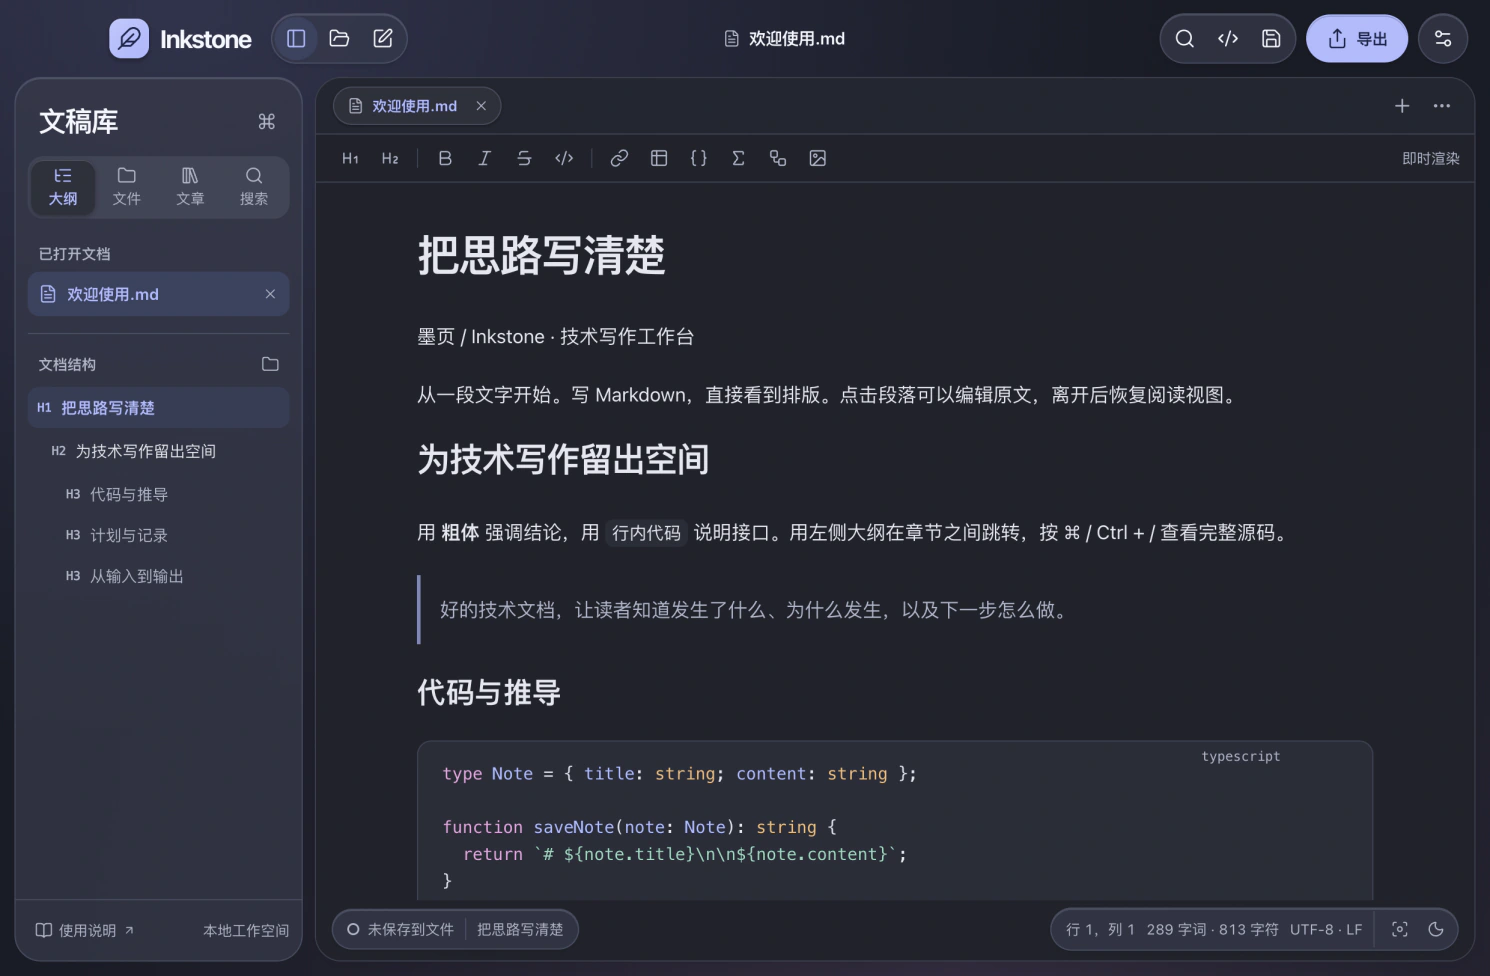 Inkstone
欢迎使用.md
导出
文稿库
大纲
文件
文章
搜索
已打开文档
欢迎使用.md
文档结构
H1 把思路写清楚
H2 为技术写作留出空间
H3 代码与推导
H3 计划与记录
H3 从输入到输出
使用说明
本地工作空间
欢迎使用.md
H1 H2 B I S
即时渲染
把思路写清楚
墨页 / Inkstone · 技术写作工作台
从一段文字开始。写 Markdown，直接看到排版。点击段落可以编辑原文，离开后恢复阅读视图。
为技术写作留出空间
用 粗体 强调结论，用 行内代码 说明接口。用左侧大纲在章节之间跳转，按 ⌘ / Ctrl + / 查看完整源码。
好的技术文档，让读者知道发生了什么、为什么发生，以及下一步怎么做。
代码与推导
typescript
type Note = { title: string; content: string };
function saveNote(note: Note): string {
  return `# ${note.title}\n\n${note.content}`;
}
未保存到文件 把思路写清楚
行 1，列 1 289 字词 · 813 字符 UTF-8 · LF